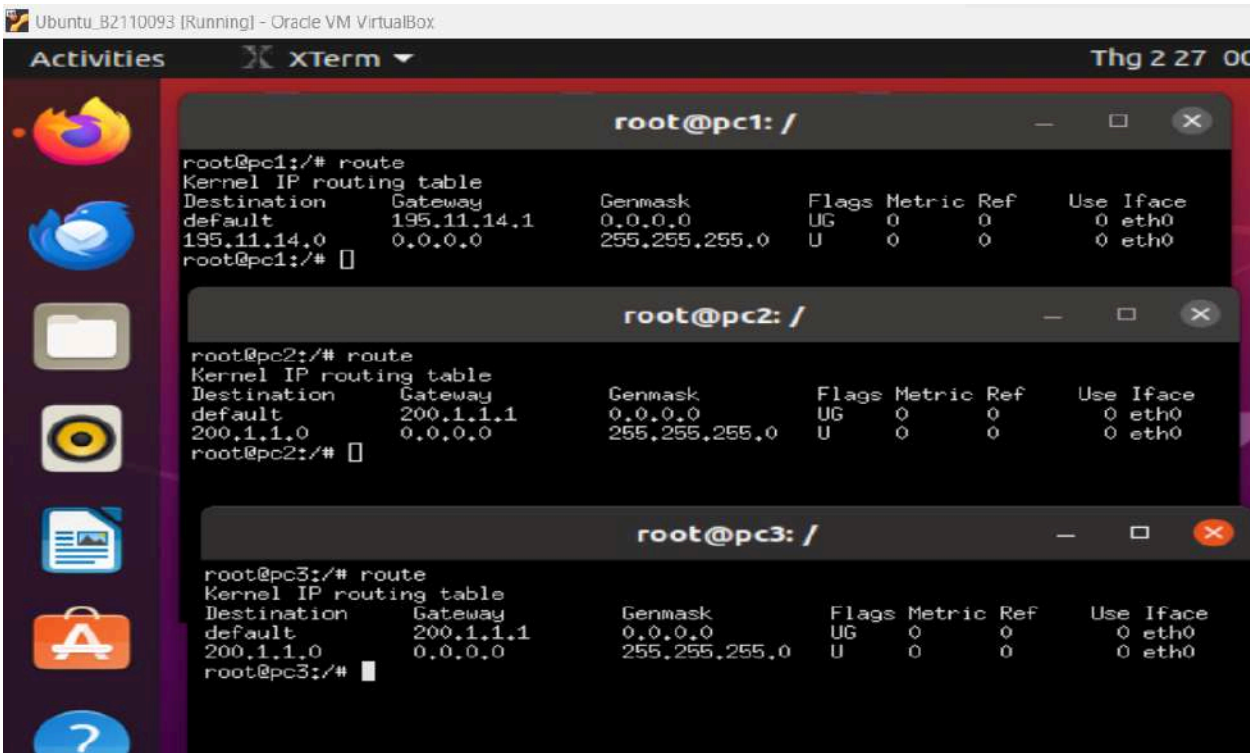 Ubuntu_B2110093 [Running] - Oracle VM VirtualBox
Activities XTerm Thg 2 27 00
root@pc1: /
root@pc1:/# route
Kernel IP routing table
Destination Gateway Genmask Flags Metric Ref Use Iface
default 195.11.14.1 0.0.0.0 UG 0 0 0 eth0
195.11.14.0 0.0.0.0 255.255.255.0 U 0 0 0 eth0
root@pc1:/#
root@pc2: /
root@pc2:/# route
Kernel IP routing table
Destination Gateway Genmask Flags Metric Ref Use Iface
default 200.1.1.1 0.0.0.0 UG 0 0 0 eth0
200.1.1.0 0.0.0.0 255.255.255.0 U 0 0 0 eth0
root@pc2:/#
root@pc3: /
root@pc3:/# route
Kernel IP routing table
Destination Gateway Genmask Flags Metric Ref Use Iface
default 200.1.1.1 0.0.0.0 UG 0 0 0 eth0
200.1.1.0 0.0.0.0 255.255.255.0 U 0 0 0 eth0
root@pc3:/#